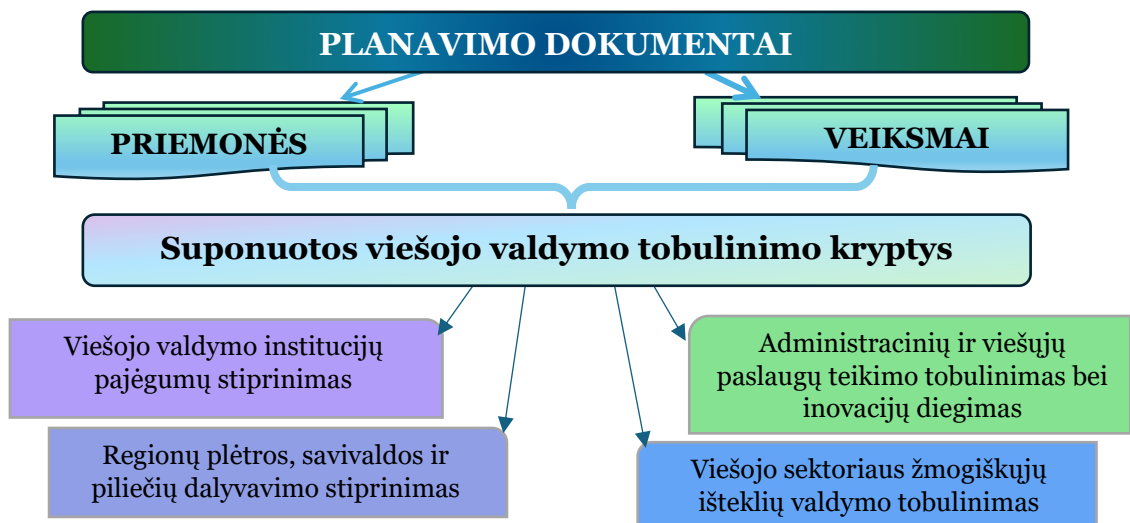 PLANAVIMO DOKUMENTAI
PRIEMONĖS
VEIKSMAI
Suponuotos viešojo valdymo tobulinimo kryptys
Viešojo valdymo institucijų
pajėgumų stiprinimas
Administracinių ir viešųjų
paslaugų teikimo tobulinimas bei
inovacijų diegimas
Regionų plėtros, savivaldos ir
piliečių dalyvavimo stiprinimas
Viešojo sektoriaus žmogiškųjų
išteklių valdymo tobulinimas